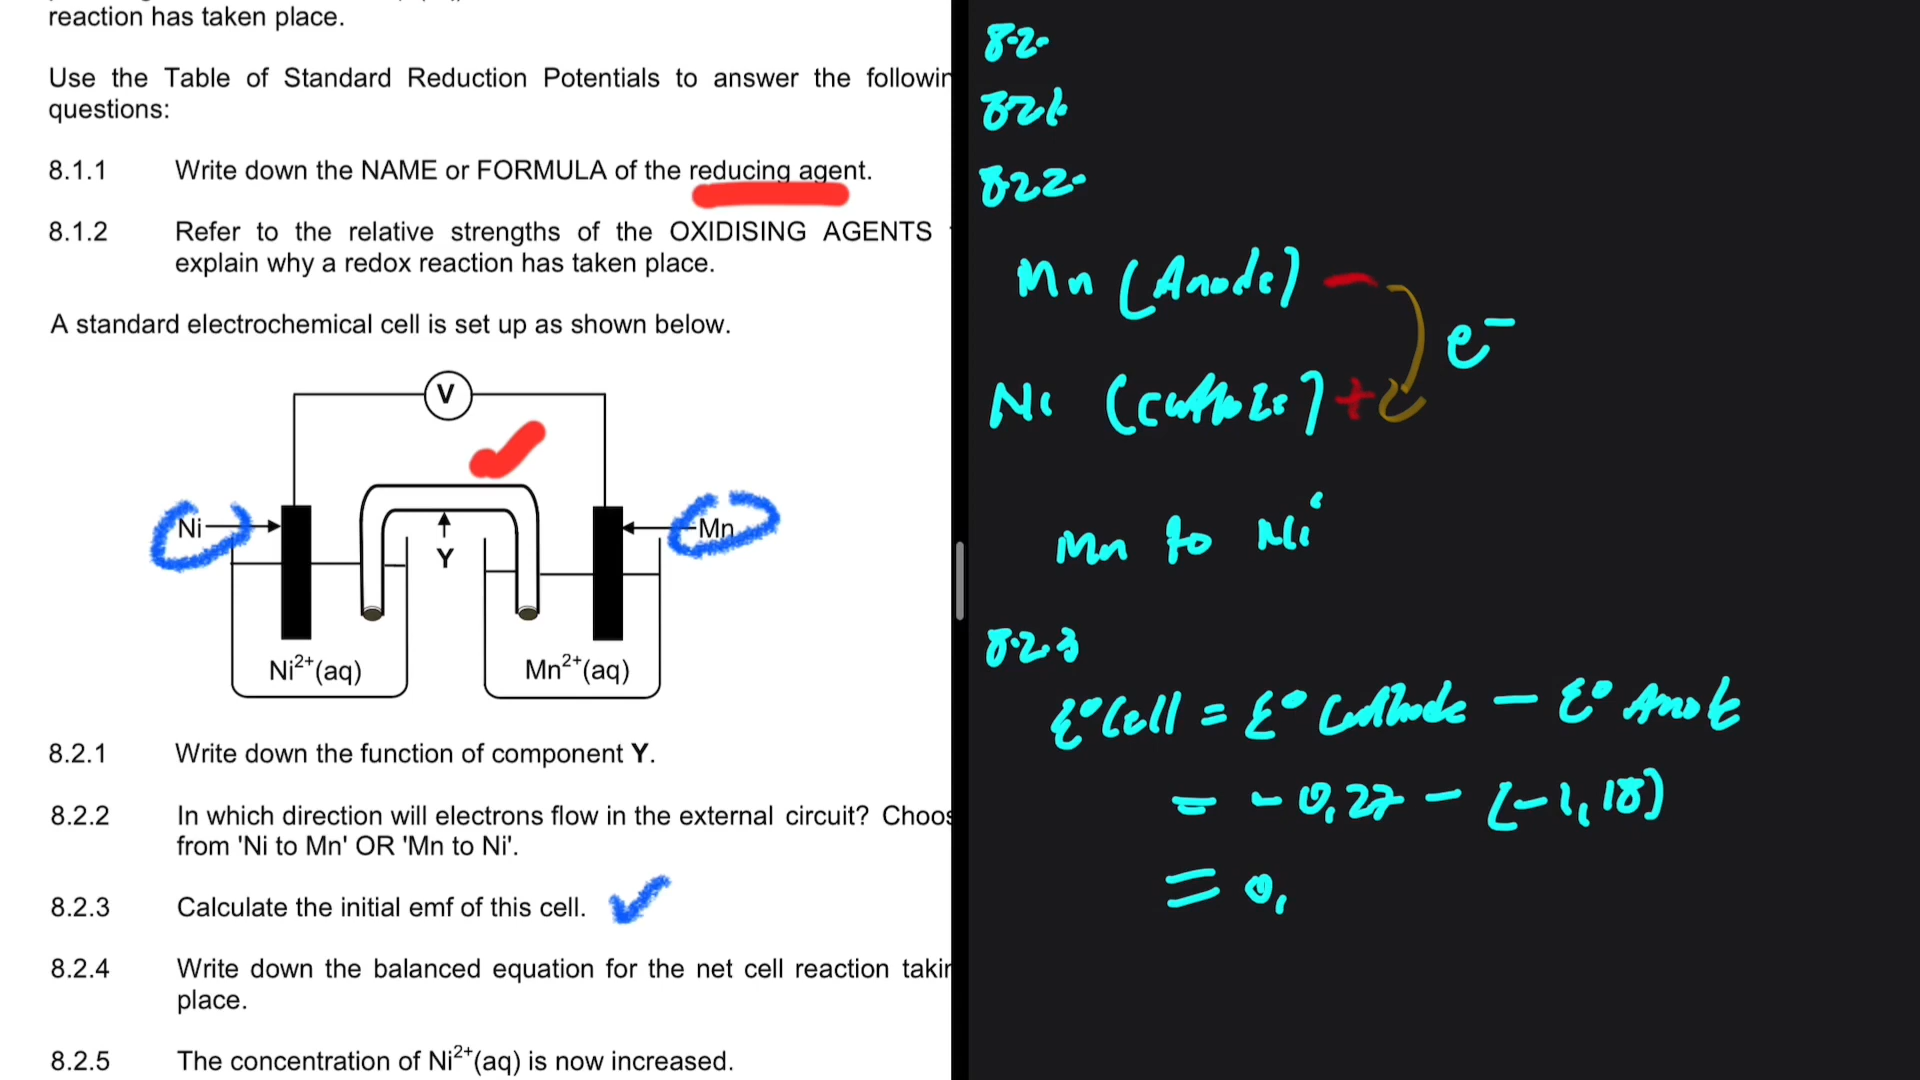 reaction has taken place.
Use the Table of Standard Reduction Potentials to answer the followin
questions:
8.1.1 Write down the NAME or FORMULA of the reducing agent.
8.1.2 Refer to the relative strengths of the OXIDISING AGENTS
explain why a redox reaction has taken place.
A standard electrochemical cell is set up as shown below.
V
Ni
Y
Mn
Ni²⁺(aq)
Mn²⁺(aq)
8.2.1 Write down the function of component Y.
8.2.2 In which direction will electrons flow in the external circuit? Choos
from 'Ni to Mn' OR 'Mn to Ni'.
8.2.3 Calculate the initial emf of this cell.
8.2.4 Write down the balanced equation for the net cell reaction takin
place.
8.2.5 The concentration of Ni²⁺(aq) is now increased.
8.2.
8.2.1.
8.2.2.
Mn (Anode) −
e⁻
Ni (Cathode) +
Mn to Ni
8.2.3
E°Cell = E°Cathode − E°Anode
= -0,27 − (-1,18)
= 0,